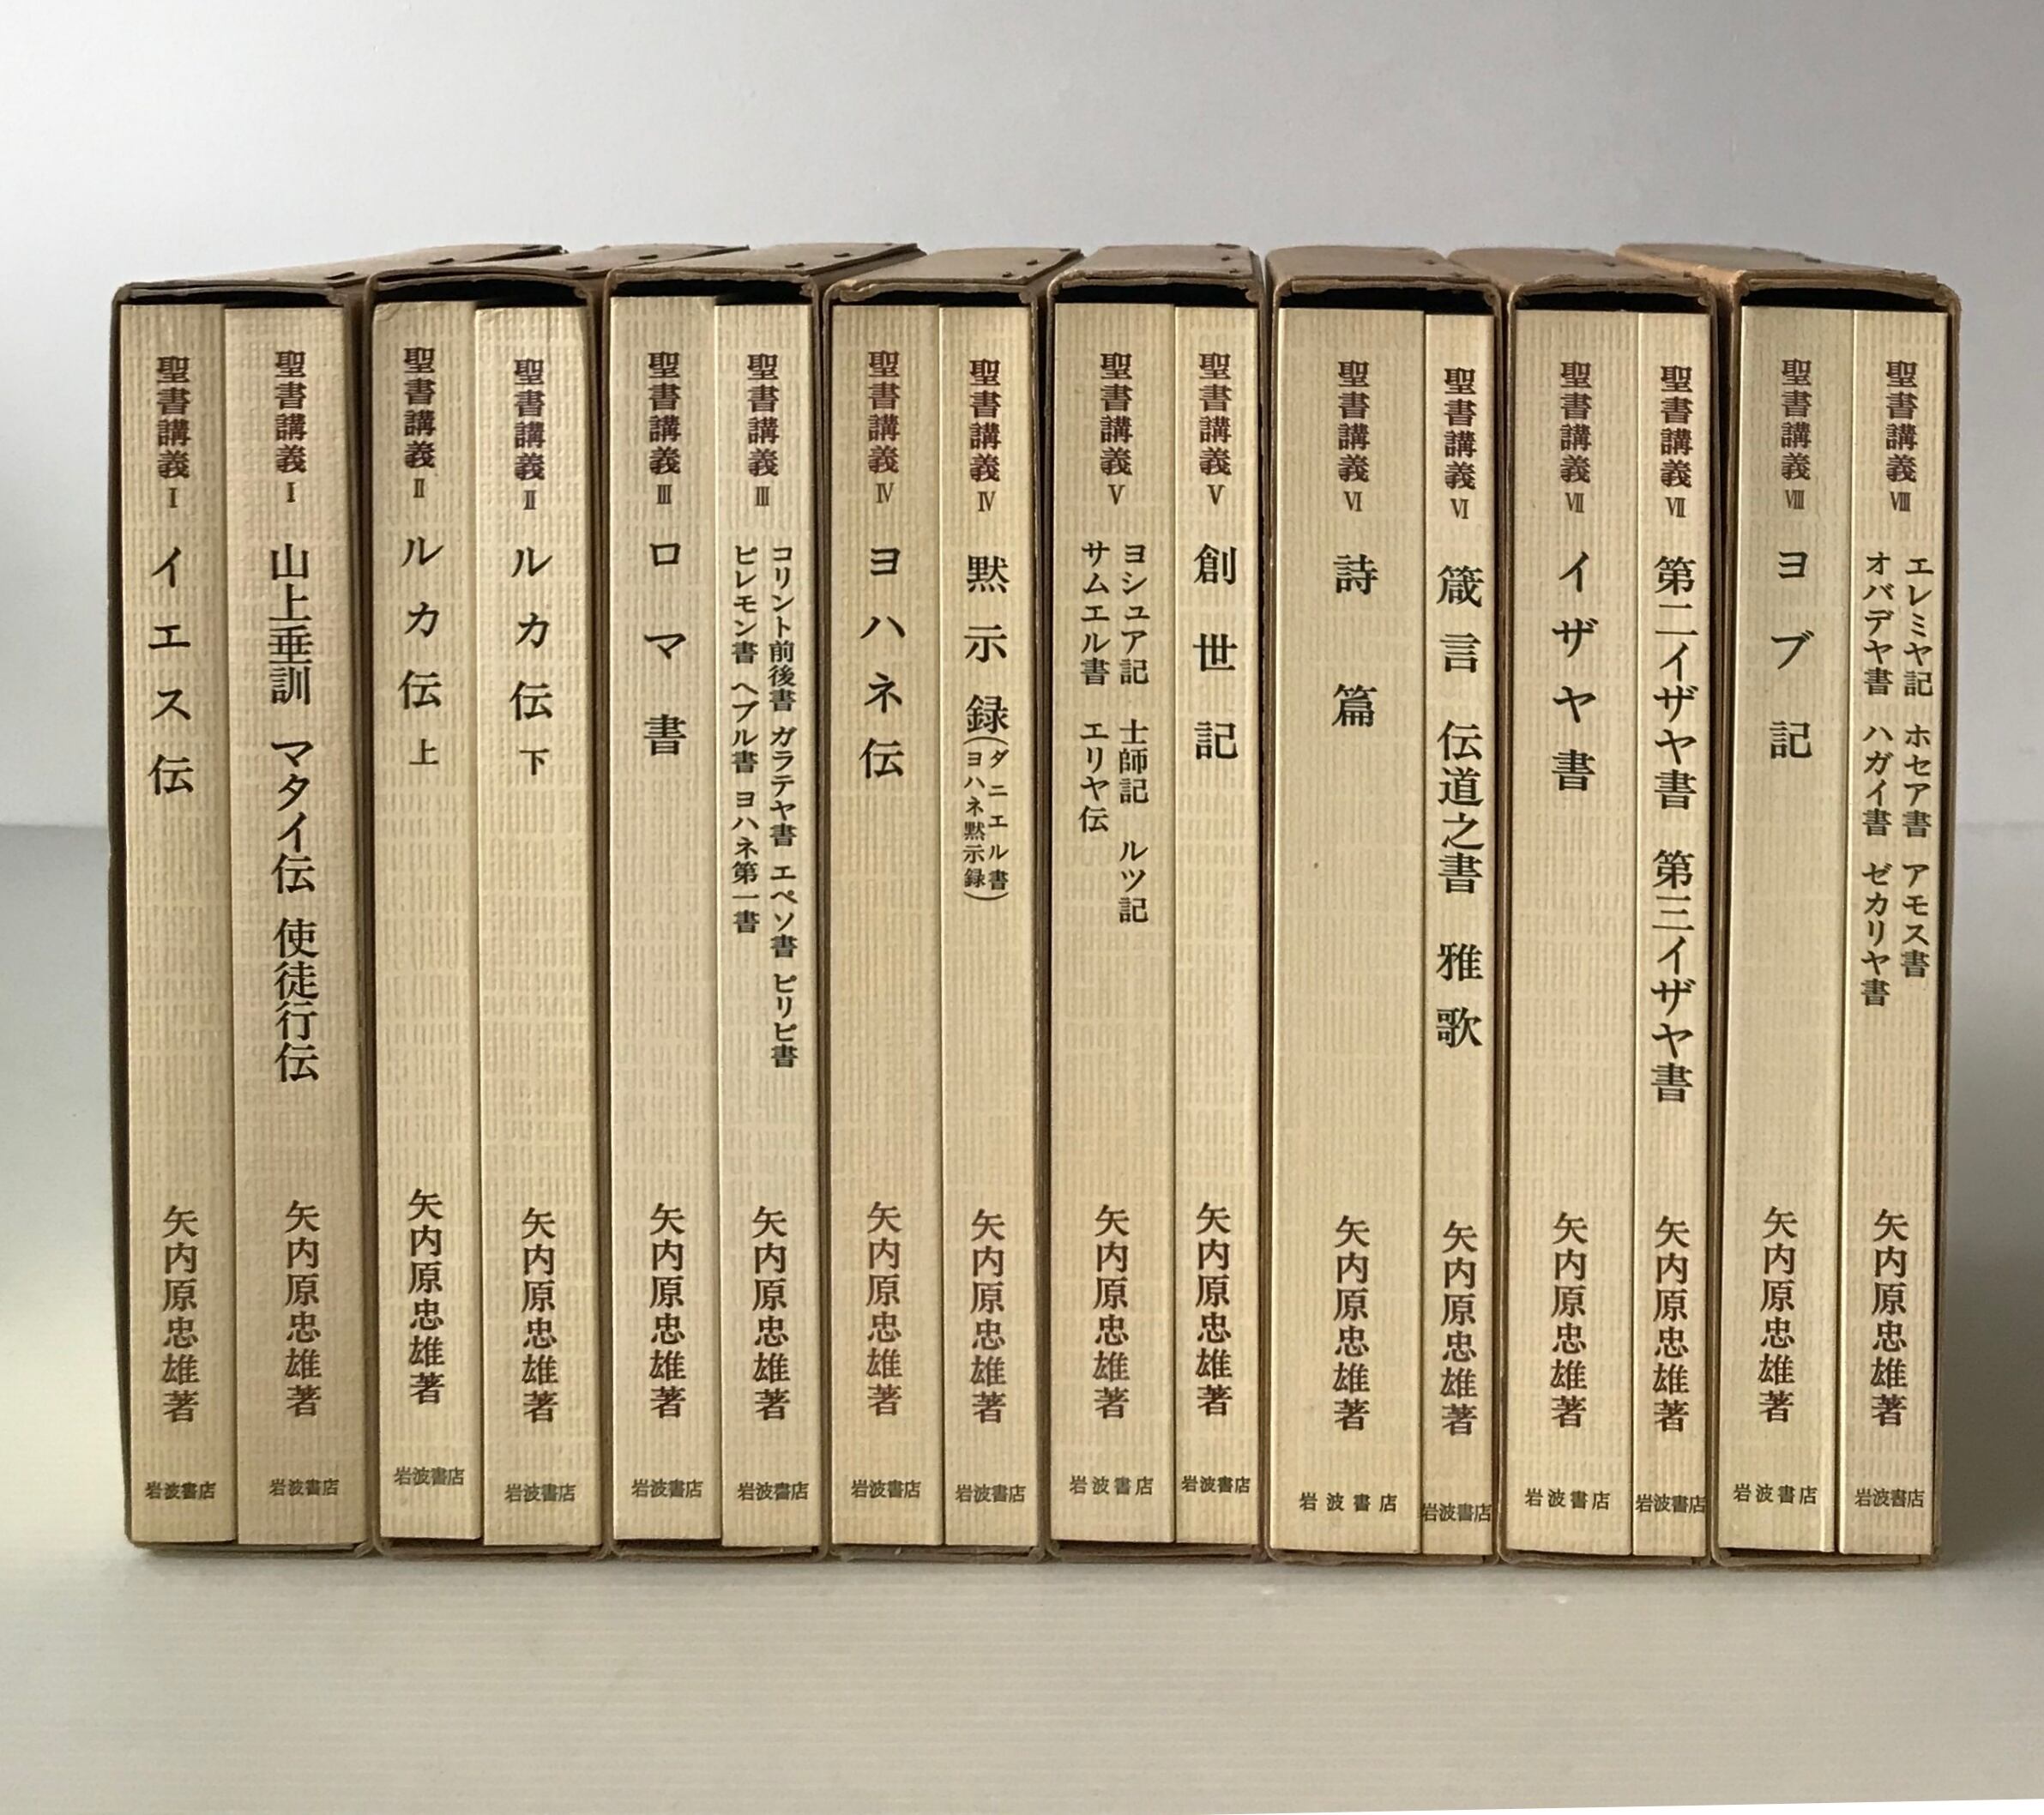 聖書講義 I
イエス伝
矢内原忠雄著
岩波書店
聖書講義 I
山上垂訓 マタイ伝 使徒行伝
矢内原忠雄著
岩波書店
聖書講義 II
ルカ伝 上
矢内原忠雄著
岩波書店
聖書講義 II
ルカ伝 下
矢内原忠雄著
岩波書店
聖書講義 III
ロマ書
矢内原忠雄著
岩波書店
聖書講義 III
コリント前後書 ガラテヤ書 エペソ書 ピリピ書
ピレモン書 ヘブル書 ヨハネ第一書
矢内原忠雄著
岩波書店
聖書講義 IV
ヨハネ伝
矢内原忠雄著
岩波書店
聖書講義 IV
黙示録
(ダニエル書
ヨハネ黙示録)
矢内原忠雄著
岩波書店
聖書講義 V
ヨシュア記 士師記 ルツ記
サムエル書 エリヤ伝
矢内原忠雄著
岩波書店
聖書講義 V
創世記
矢内原忠雄著
岩波書店
聖書講義 VI
詩篇
矢内原忠雄著
岩波書店
聖書講義 VI
箴言 伝道之書 雅歌
矢内原忠雄著
岩波書店
聖書講義 VII
イザヤ書
矢内原忠雄著
岩波書店
聖書講義 VII
第二イザヤ書 第三イザヤ書
矢内原忠雄著
岩波書店
聖書講義 VIII
ヨブ記
矢内原忠雄著
岩波書店
聖書講義 VIII
エレミヤ記 ホセア書 アモス書
オバデヤ書 ハガイ書 ゼカリヤ書
矢内原忠雄著
岩波書店